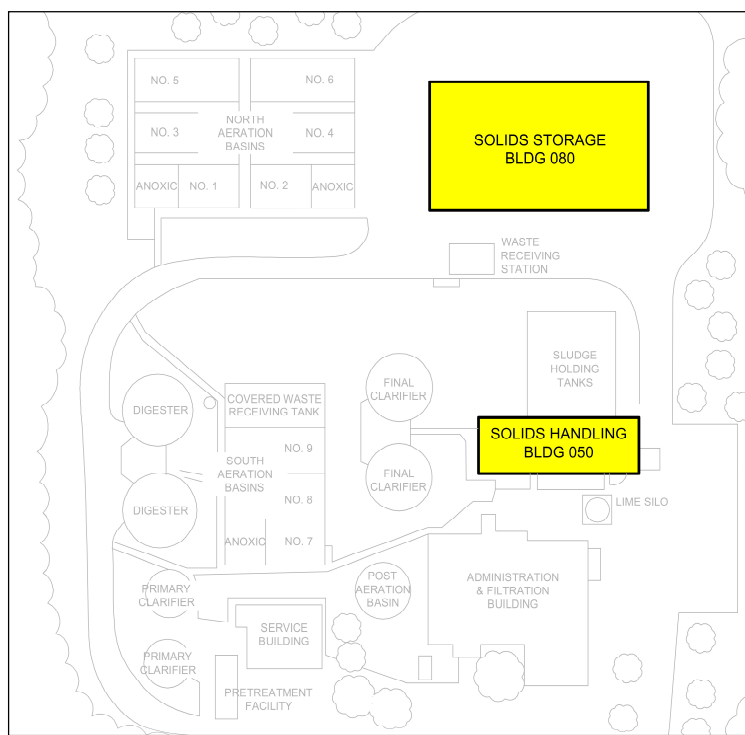 NO. 5
NO. 6
NORTH
AERATION
BASINS
NO. 3
NO. 4
ANOXIC
NO. 1
NO. 2
ANOXIC
SOLIDS STORAGE
BLDG 080
WASTE
RECEIVING
STATION
SLUDGE
HOLDING
TANKS
DIGESTER
COVERED WASTE
RECEIVING TANK
FINAL
CLARIFIER
SOLIDS HANDLING
BLDG 050
NO. 9
SOUTH
AERATION
BASINS
NO. 8
FINAL
CLARIFIER
DIGESTER
ANOXIC
NO. 7
LIME SILO
PRIMARY
CLARIFIER
POST
AERATION
BASIN
ADMINISTRATION
& FILTRATION
BUILDING
SERVICE
BUILDING
PRIMARY
CLARIFIER
PRETREATMENT
FACILITY